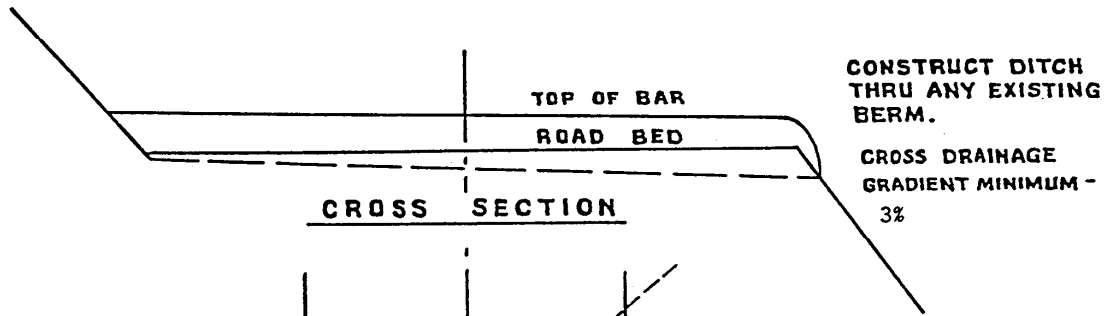 TOP OF BAR
ROAD BED
CROSS SECTION
CONSTRUCT DITCH
THRU ANY EXISTING
BERM.
CROSS DRAINAGE
GRADIENT MINIMUM -
3%